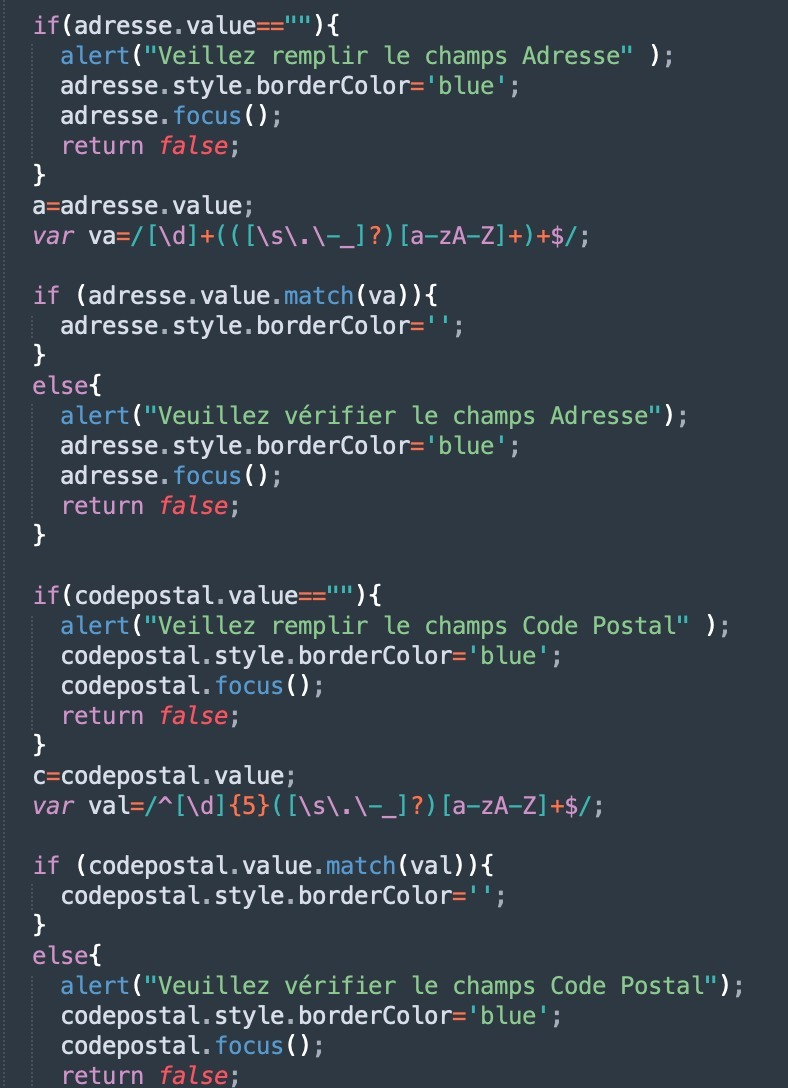 if(adresse.value==""){
alert("Veillez remplir le champs Adresse" );
adresse.style.borderColor='blue';
adresse.focus();
return false;
}
a=adresse.value;
var va=/[\d]+(([\s\.\-_]?)[a-zA-Z]+)+$/;
if (adresse.value.match(va)){
adresse.style.borderColor='';
}
else{
alert("Veuillez vérifier le champs Adresse");
adresse.style.borderColor='blue';
adresse.focus();
return false;
}
if(codepostal.value==""){
alert("Veillez remplir le champs Code Postal" );
codepostal.style.borderColor='blue';
codepostal.focus();
return false;
}
c=codepostal.value;
var val=/^[\d]{5}([\s\.\-_]?)[a-zA-Z]+$/;
if (codepostal.value.match(val)){
codepostal.style.borderColor='';
}
else{
alert("Veuillez vérifier le champs Code Postal");
codepostal.style.borderColor='blue';
codepostal.focus();
return false;